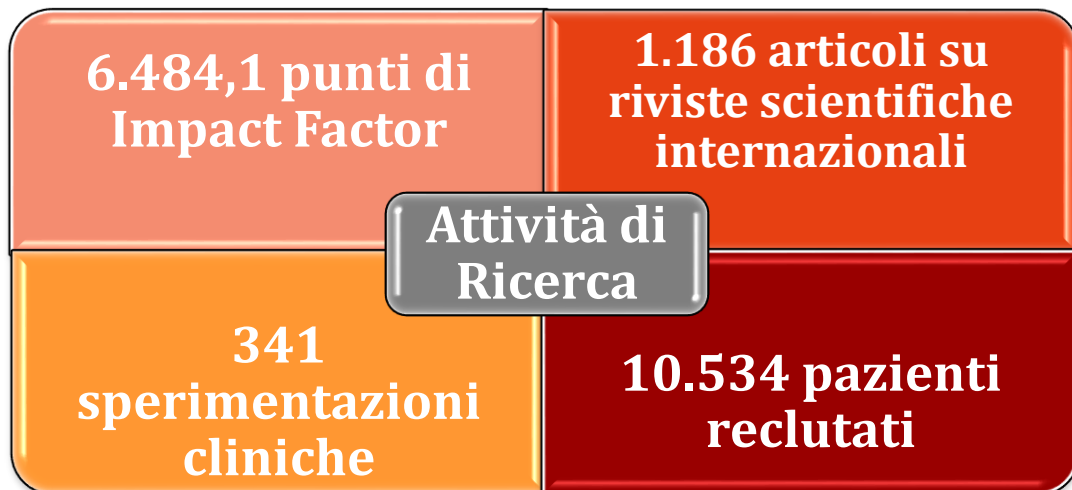 6.484,1 punti di
Impact Factor
1.186 articoli su
riviste scientifiche
internazionali
Attività di
Ricerca
341
sperimentazioni
cliniche
10.534 pazienti
reclutati